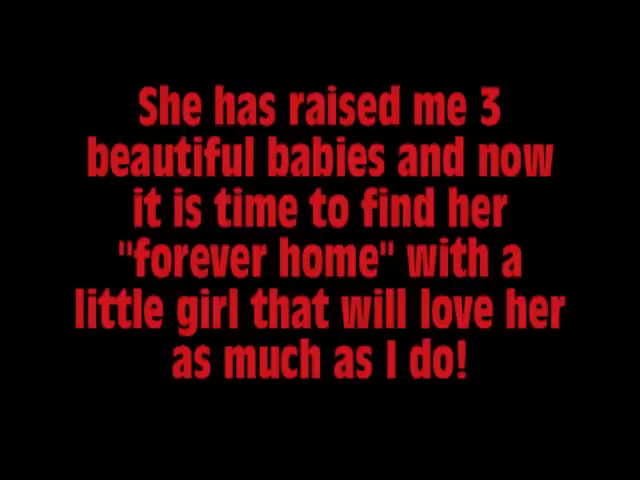 She has raised me 3
beautiful babies and now
it is time to find her
"forever home" with a
little girl that will love her
as much as I do!